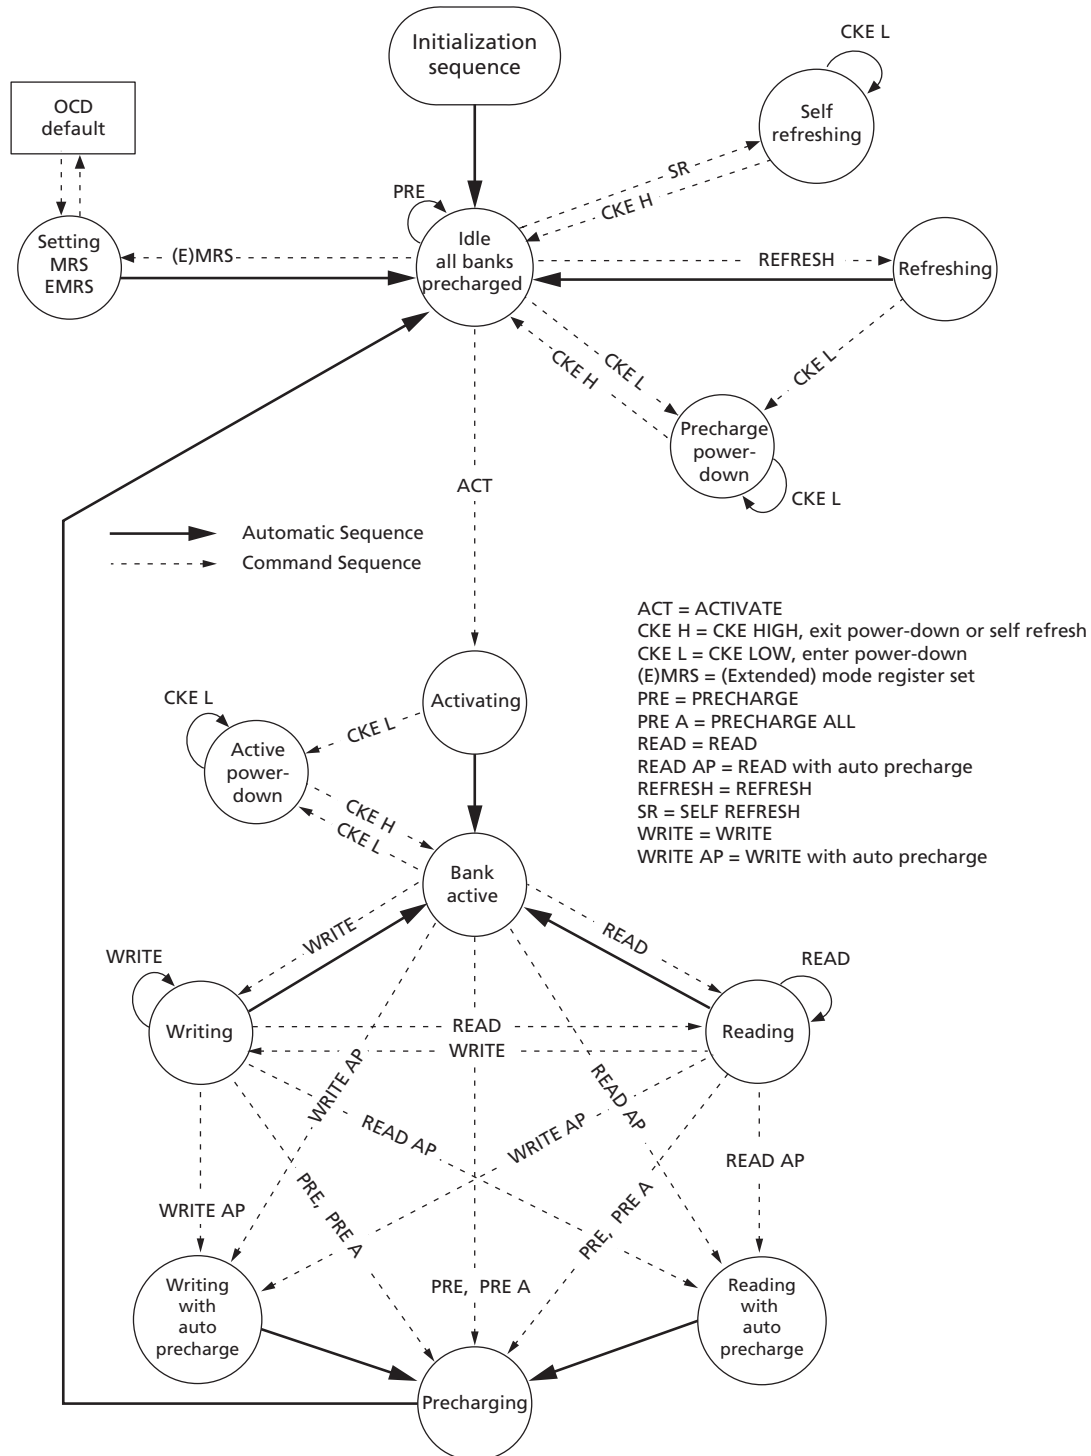 Initialization
sequence
CKE L
Self
refreshing
OCD
default
SR
CKE H
PRE
Setting
MRS
EMRS
(E)MRS
Idle
all banks
precharged
REFRESH
Refreshing
CKE L
CKE H
CKE L
Precharge
power-
down
CKE L
ACT
Automatic Sequence
Command Sequence
ACT = ACTIVATE
CKE H = CKE HIGH, exit power-down or self refresh
CKE L = CKE LOW, enter power-down
(E)MRS = (Extended) mode register set
PRE = PRECHARGE
PRE A = PRECHARGE ALL
READ = READ
READ AP = READ with auto precharge
REFRESH = REFRESH
SR = SELF REFRESH
WRITE = WRITE
WRITE AP = WRITE with auto precharge
Activating
CKE L
CKE L
Active
power-
down
CKE H
CKE L
Bank
active
WRITE
READ
WRITE
READ
Writing
READ
WRITE
Reading
WRITE AP
READ AP
READ AP
WRITE AP
READ AP
WRITE AP
PRE, PRE A
PRE, PRE A
PRE, PRE A
Writing
with
auto
precharge
Reading
with
auto
precharge
Precharging